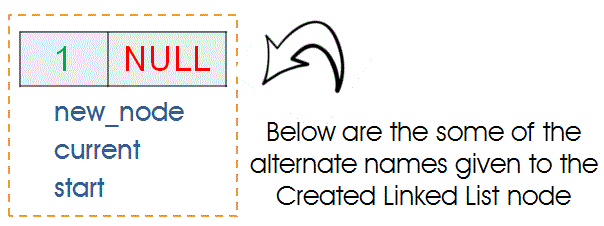 1 NULL
new_node
current
start
Below are the some of the
alternate names given to the
Created Linked List node